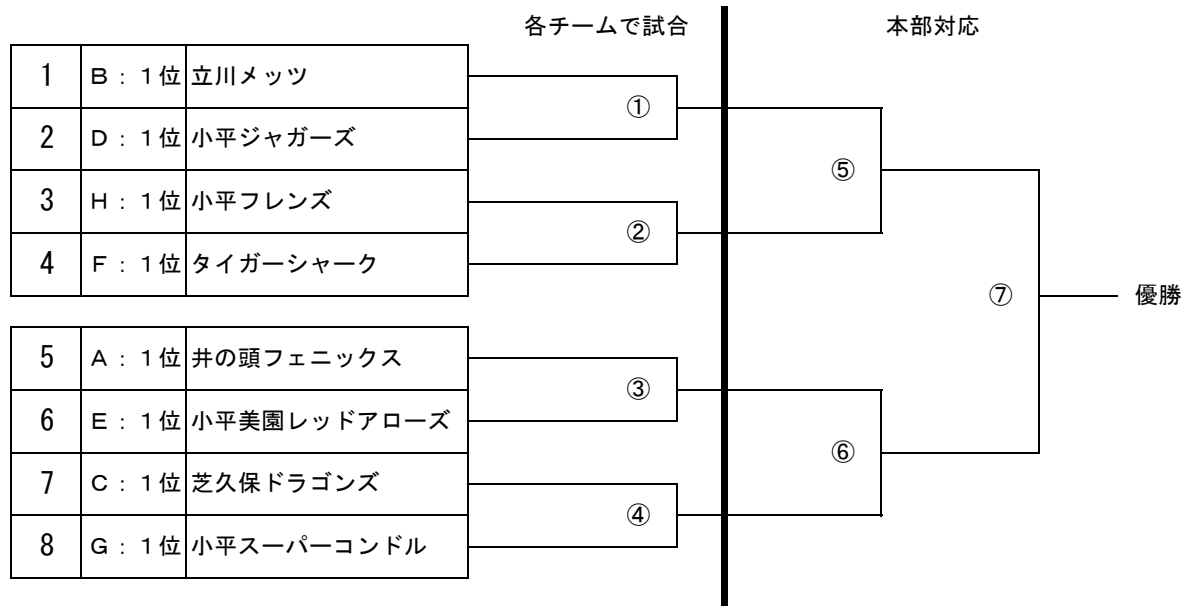 各チームで試合 本部対応
1 B:1位 立川メッツ
①
2 D:1位 小平ジャガーズ
⑤
3 H:1位 小平フレンズ
②
4 F:1位 タイガーシャーク
⑦ 優勝
5 A:1位 井の頭フェニックス
③
6 E:1位 小平美園レッドアローズ
⑥
7 C:1位 芝久保ドラゴンズ
④
8 G:1位 小平スーパーコンドル